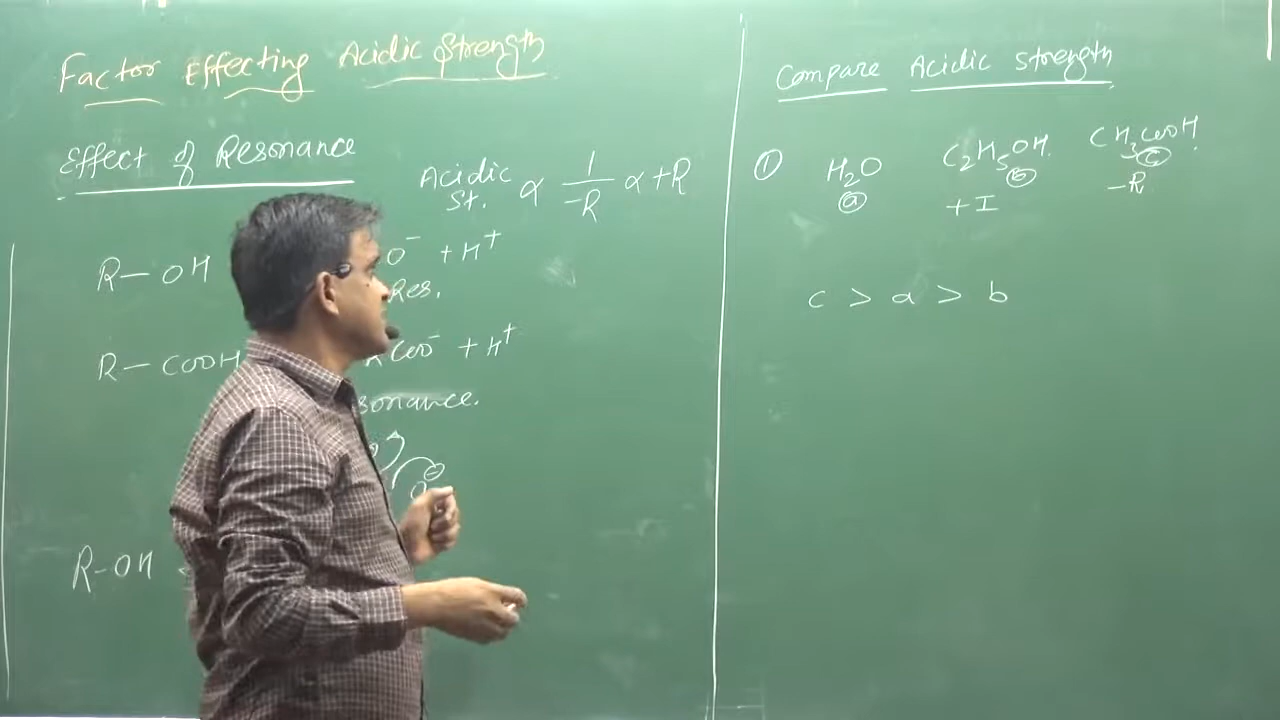 Factor Effecting Acidic Strength
Effect of Resonance
Acidic St. ∝ 1/-R ∝ +R
R-OH O⁻ + H⁺
Res.
R-COOH R COO⁻ + H⁺
sonance.
R-OH
Compare Acidic Strength
① H₂O C₂H₅OH CH₃COOH
ⓐ ⓑ ⓒ
+I -R
c > a > b